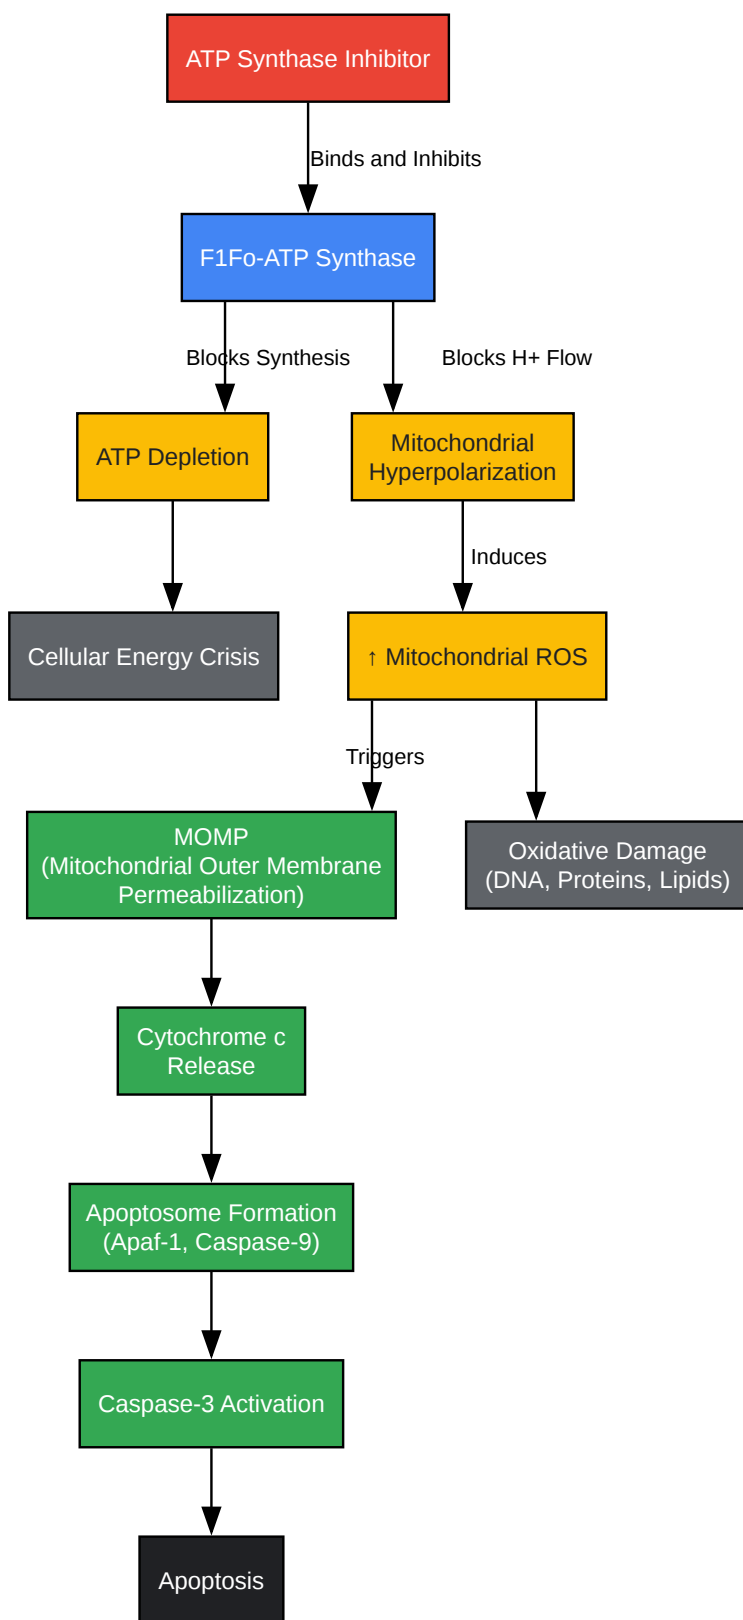 ATP Synthase Inhibitor
Binds and Inhibits
F1Fo-ATP Synthase
Blocks Synthesis
Blocks H+ Flow
ATP Depletion
Mitochondrial
Hyperpolarization
Induces
Cellular Energy Crisis
↑ Mitochondrial ROS
Triggers
MOMP
(Mitochondrial Outer Membrane
Permeabilization)
Oxidative Damage
(DNA, Proteins, Lipids)
Cytochrome c
Release
Apoptosome Formation
(Apaf-1, Caspase-9)
Caspase-3 Activation
Apoptosis